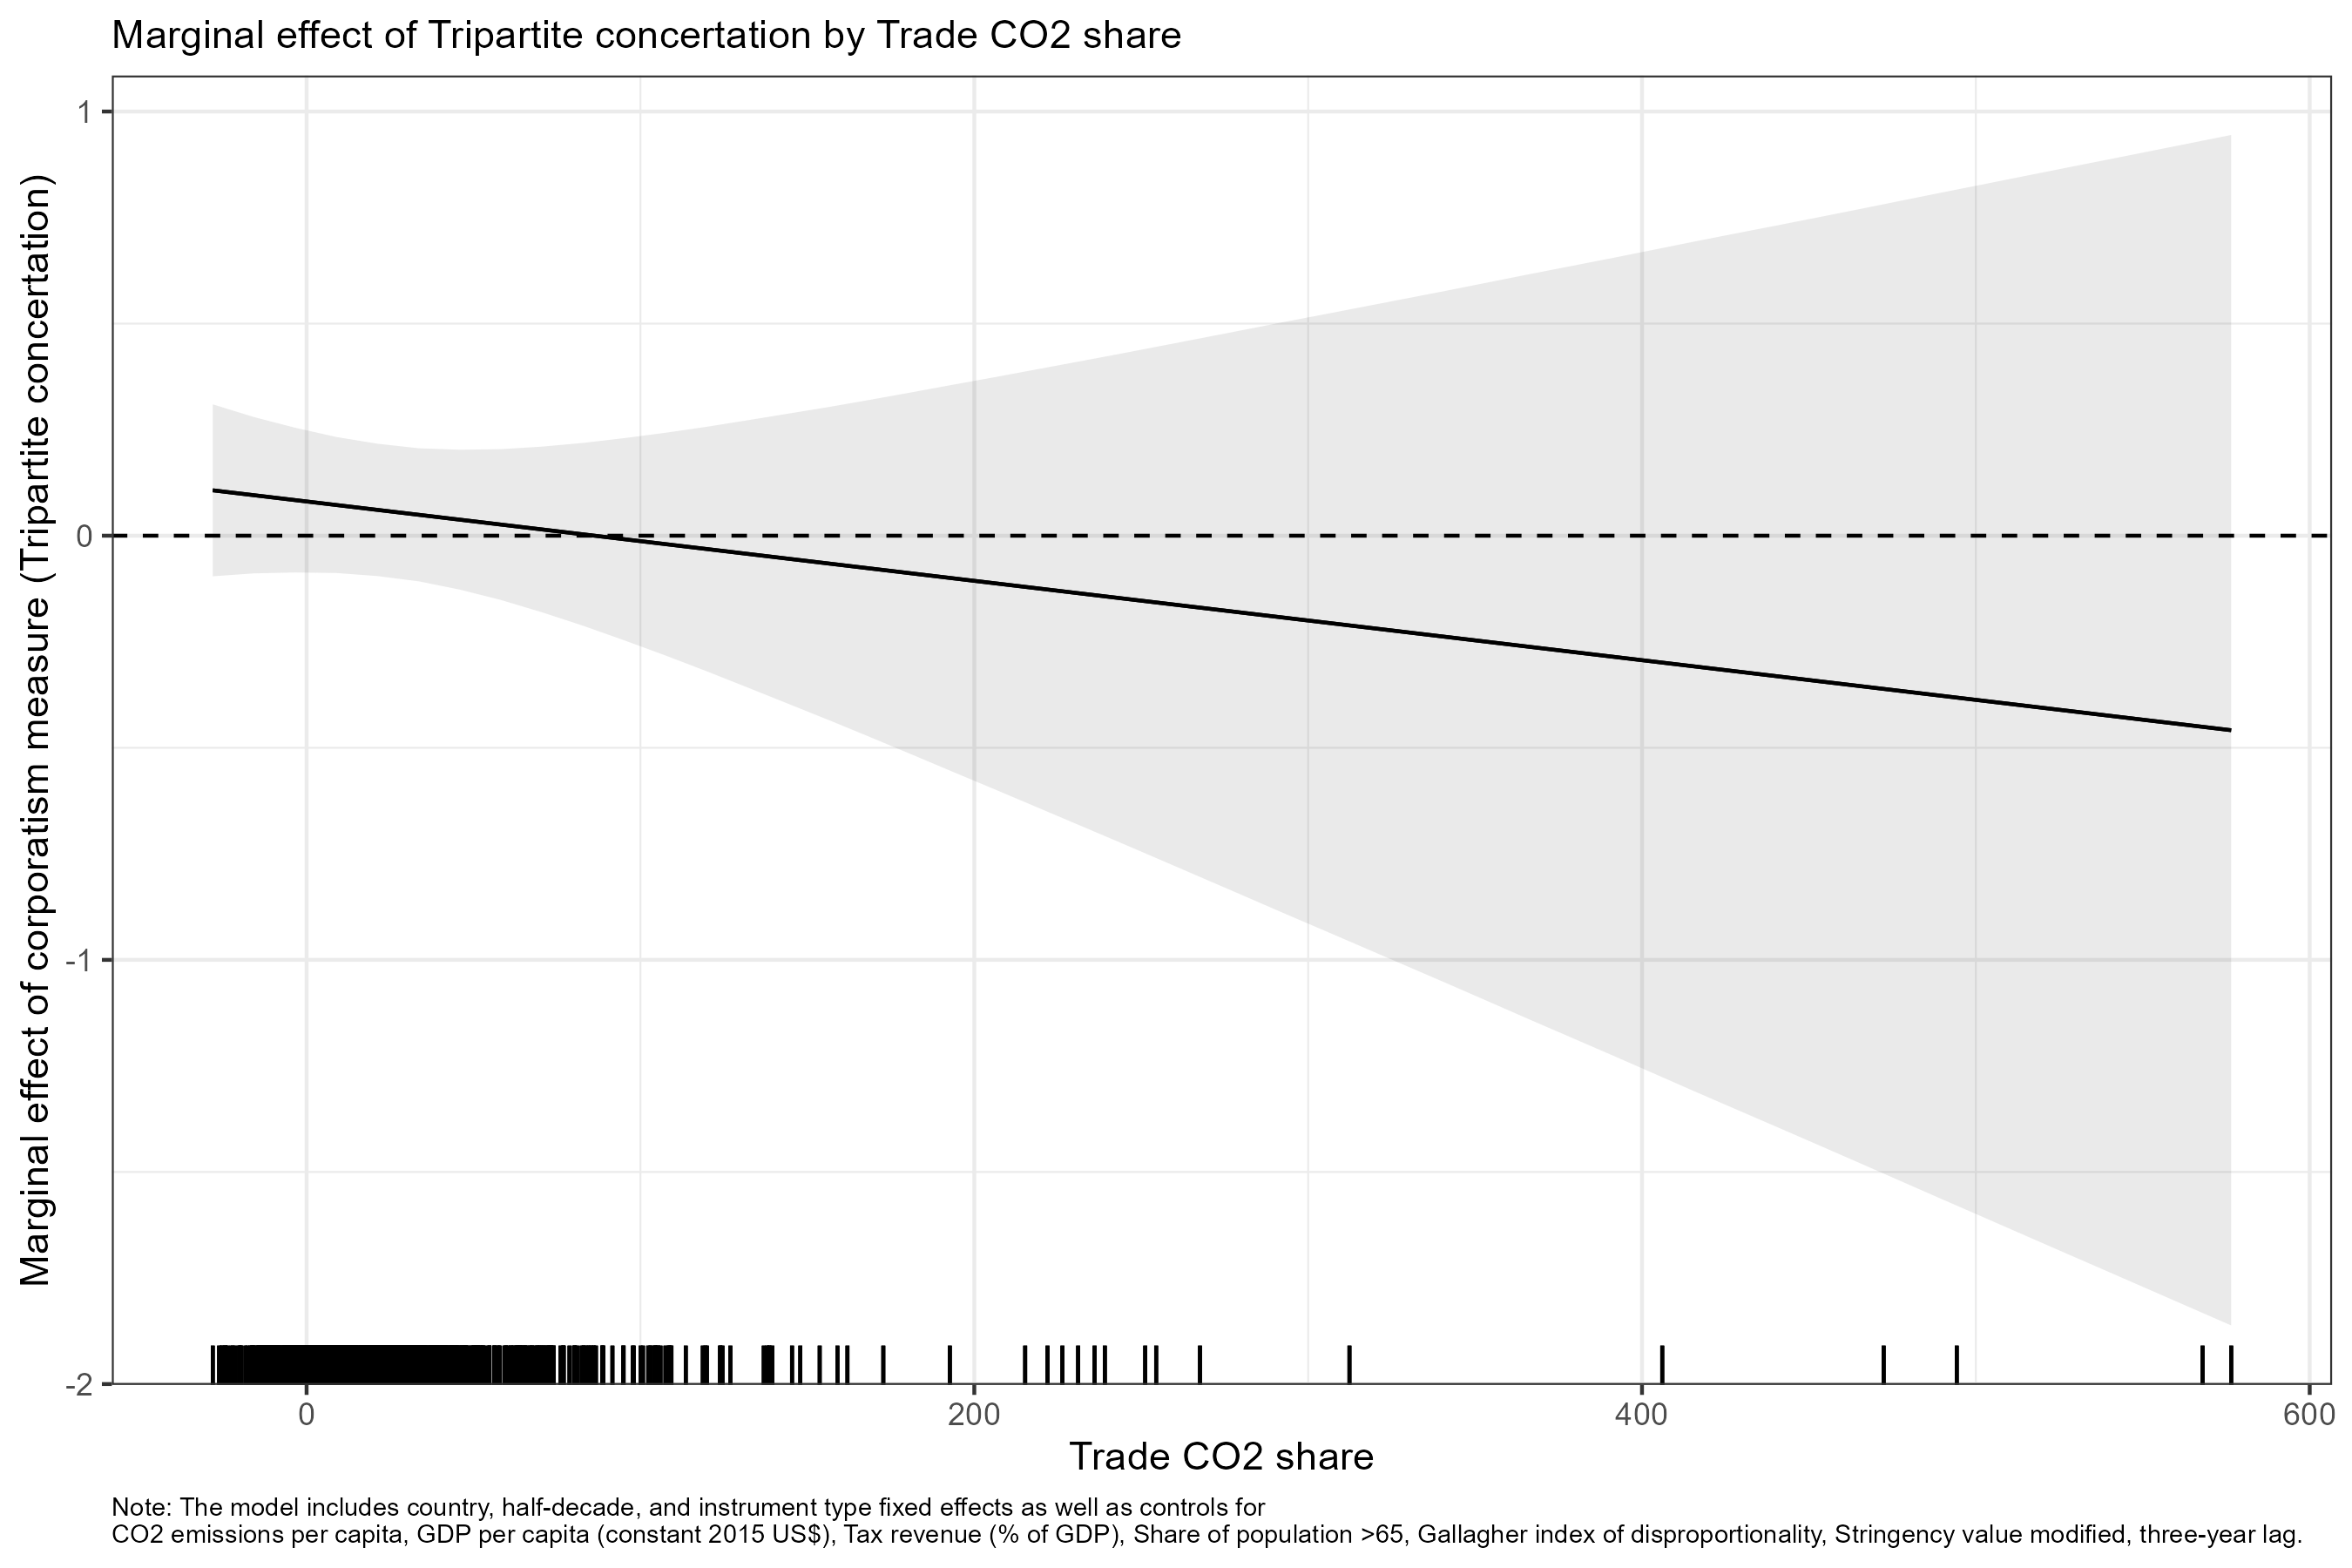 Marginal effect of Tripartite concertation by Trade CO2 share
Marginal effect of corporatism measure (Tripartite concertation)
1
0
-1
-2
0
200
400
600
Trade CO2 share
Note: The model includes country, half-decade, and instrument type fixed effects as well as controls for
CO2 emissions per capita, GDP per capita (constant 2015 US$), Tax revenue (% of GDP), Share of population >65, Gallagher index of disproportionality, Stringency value modified, three-year lag.